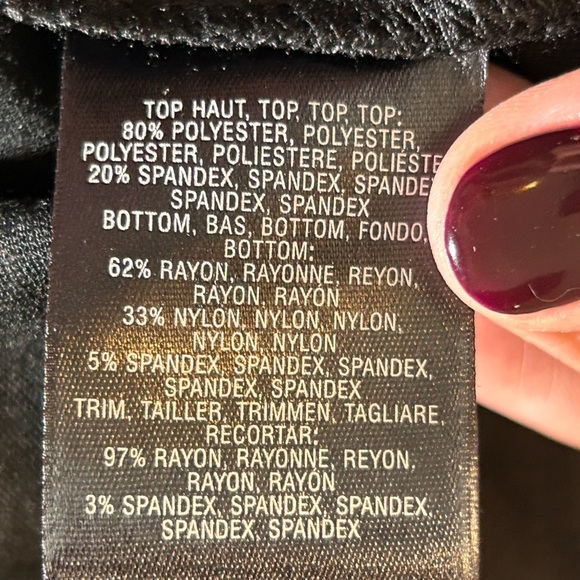 TOP HAUT, TOP, TOP, TOP:
80% POLYESTER, POLYESTER,
POLYESTER, POLIESTERE, POLIÉSTE
20% SPANDEX, SPANDEX, SPANDE
SPANDEX, SPANDEX
BOTTOM, BAS, BOTTOM, FONDO,
BOTTOM:
62% RAYON, RAYONNE, REYON,
RAYON, RAYÓN
33% NYLON, NYLON, NYLON,
NYLON, NYLON
5% SPANDEX, SPANDEX, SPANDEX,
SPANDEX, SPANDEX
TRIM, TAILLER, TRIMMEN, TAGLIARE,
RECORTAR:
97% RAYON, RAYONNE, REYON,
RAYON, RAYÓN
3% SPANDEX, SPANDEX, SPANDEX,
SPANDEX, SPANDEX